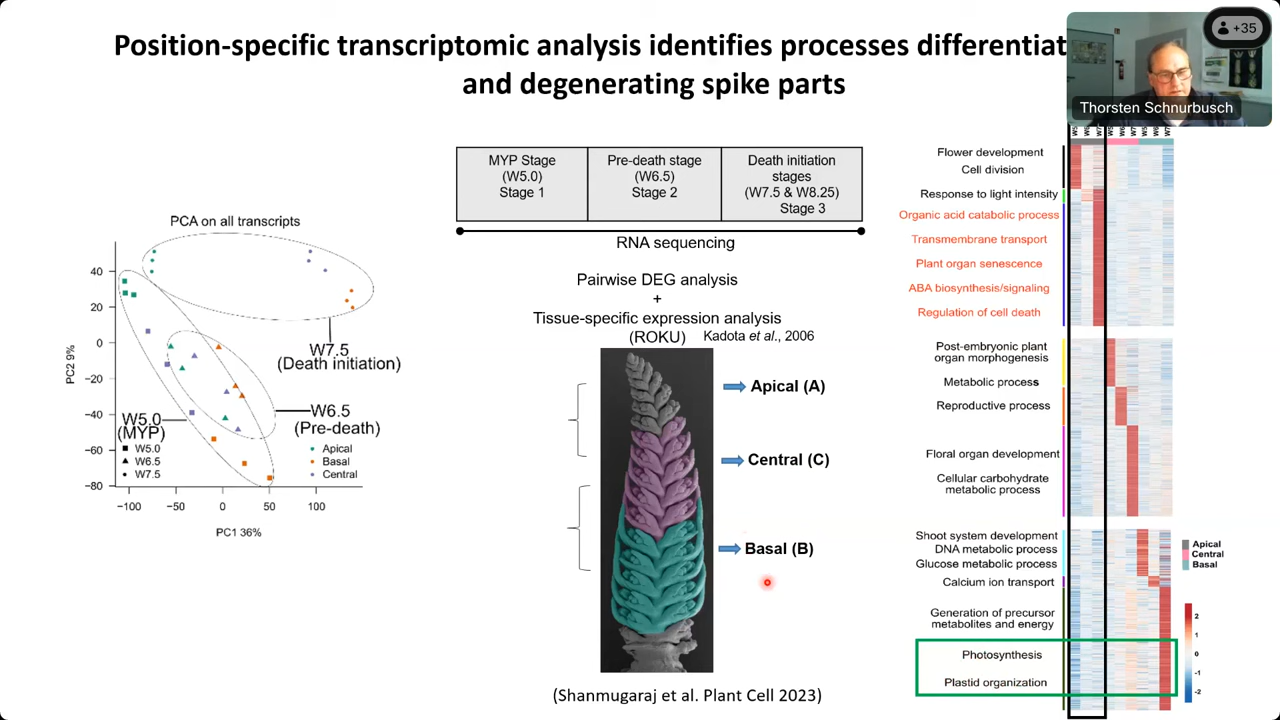 Position-specific transcriptomic analysis identifies processes differentiat
and degenerating spike parts
+35
Thorsten Schnurbusch
MYP Stage
(W5.0)
Stage 1
Pre-death stage
(W6.5)
Stage 2
Death initiation
stages
(W7.5 & W8.25)
Stage 3
RNA sequencing
Pairwise DEG analysis
+
Tissue-specific expression analysis
(ROKU)
Kadota et al., 2006
Apical (A)
Central (C)
Basal (B)
(Shanmugaraj et al. Plant Cell 2023)
PCA on all transcripts
PC2 9%
40
20
0
−20
−40
−60
−80
−100
−50
0
50
100
PC1 36%
W7.5
(Death initiation)
W6.5
(Pre-death)
W5.0
(MYP)
W5.0
W6.5
W7.5
Apical
Basal
Central
Flower development
Cell division
Response to light intensity
Organic acid catabolic process
Transmembrane transport
Plant organ senescence
ABA biosynthesis/signaling
Regulation of cell death
Post-embryonic plant
organ morphogenesis
Metabolic process
Reproductive process
Floral organ development
Cellular carbohydrate
metabolic process
Shoot system development
DNA metabolic process
Glucose metabolic process
Calcium ion transport
Generation of precursor
metabolites and energy
Photosynthesis
Plastid organization
Apical
Central
Basal
2
1
0
-1
-2